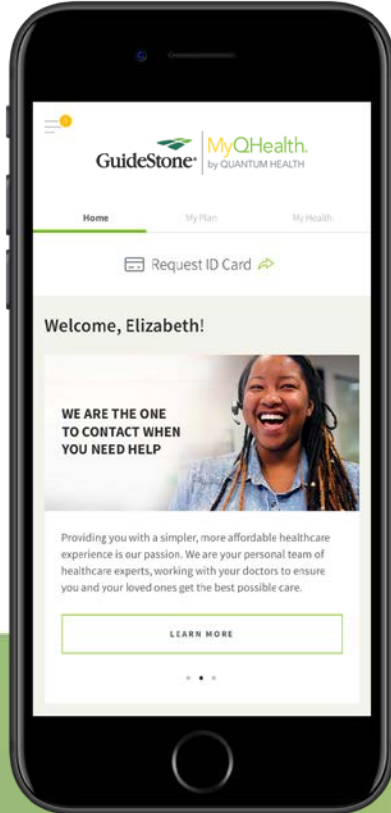 GuideStone®
MyQHealth.
by QUANTUM HEALTH
Home My Plan My Health
Request ID Card
Welcome, Elizabeth!
WE ARE THE ONE
TO CONTACT WHEN
YOU NEED HELP
Providing you with a simpler, more affordable healthcare
experience is our passion. We are your personal team of
healthcare experts, working with your doctors to ensure
you and your loved ones get the best possible care.
LEARN MORE